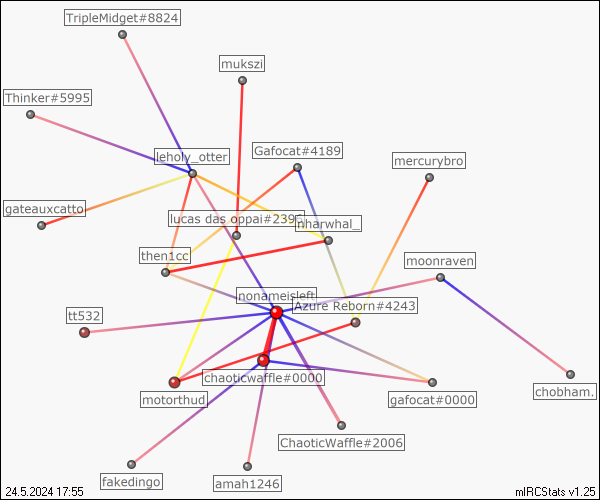 TripleMidget#8824
mukszi
Thinker#5995
leholy_otter
Gafocat#4189
mercurybro
gateauxcatto
lucas das oppai#239
nharwhal_
then1cc
moonraven
nonameisleft
Azure Reborn#4243
tt532
chaoticwaffle#0000
motorthud
gafocat#0000
chobham.
ChaoticWaffle#2006
fakedingo
amah1246
24.5.2024 17:55
mIRCStats v1.25